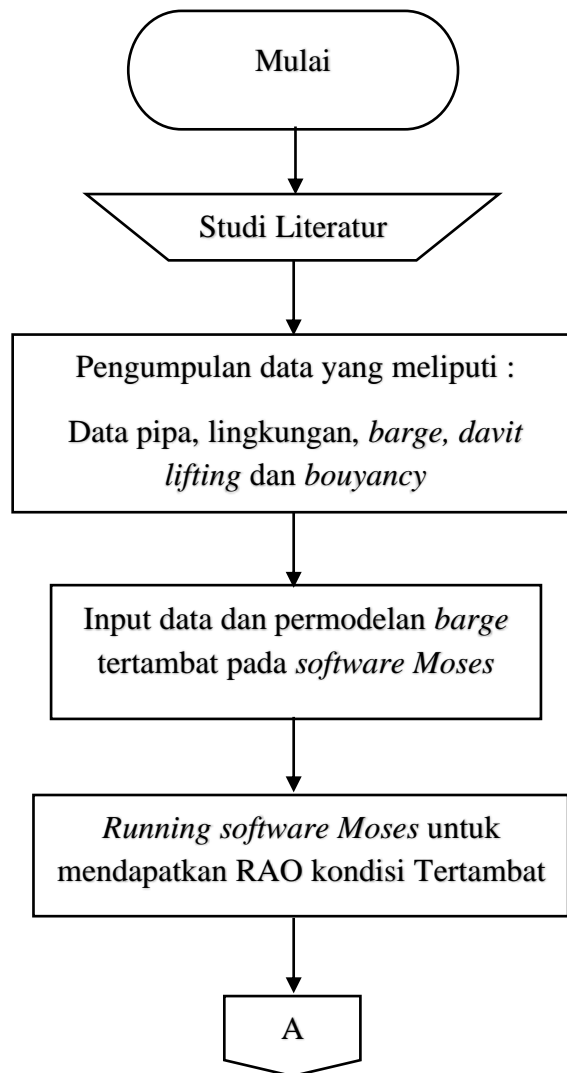 Mulai
Studi Literatur
Pengumpulan data yang meliputi :
Data pipa, lingkungan, barge, davit
lifting dan bouyancy
Input data dan permodelan barge
tertambat pada software Moses
Running software Moses untuk
mendapatkan RAO kondisi Tertambat
A